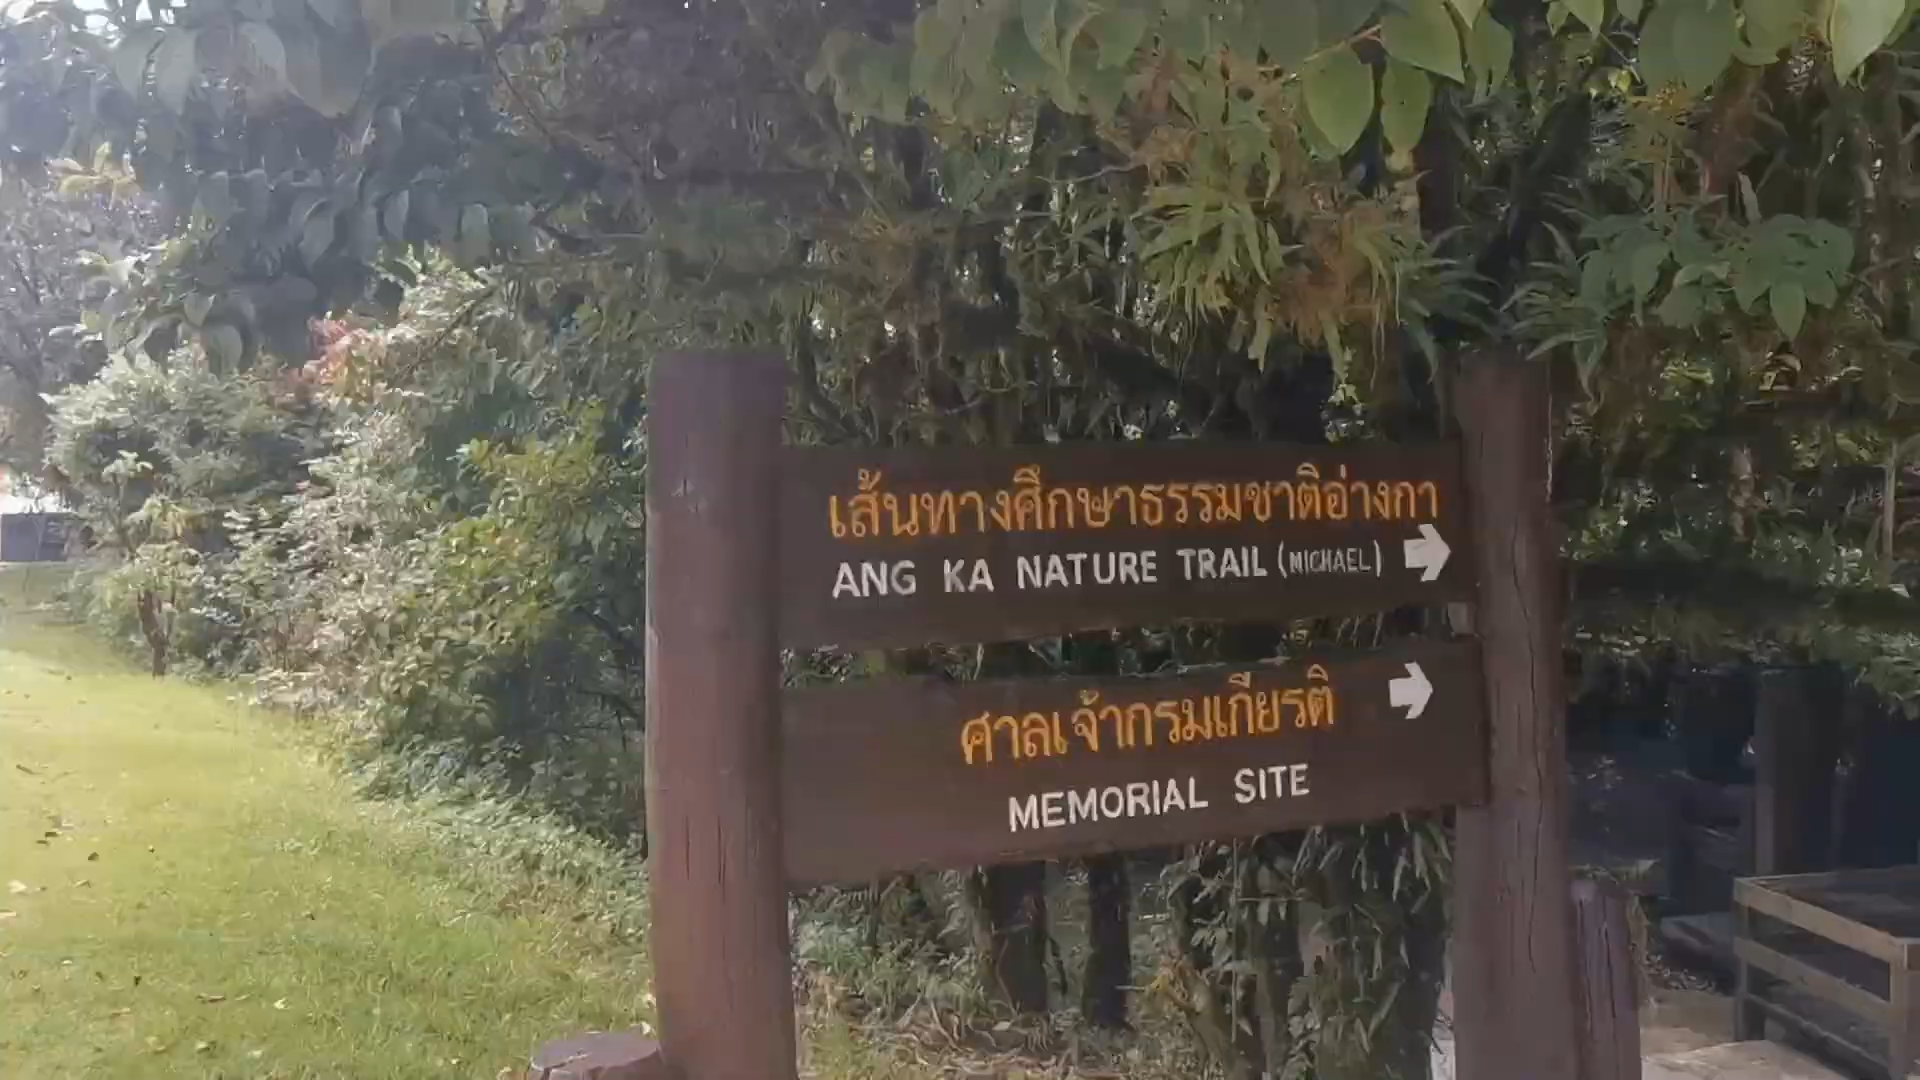 เส้นทางศึกษาธรรมชาติอ่างกา
ANG KA NATURE TRAIL (MICHAEL)
ศาลเจ้ากรมเกียรติ
MEMORIAL SITE